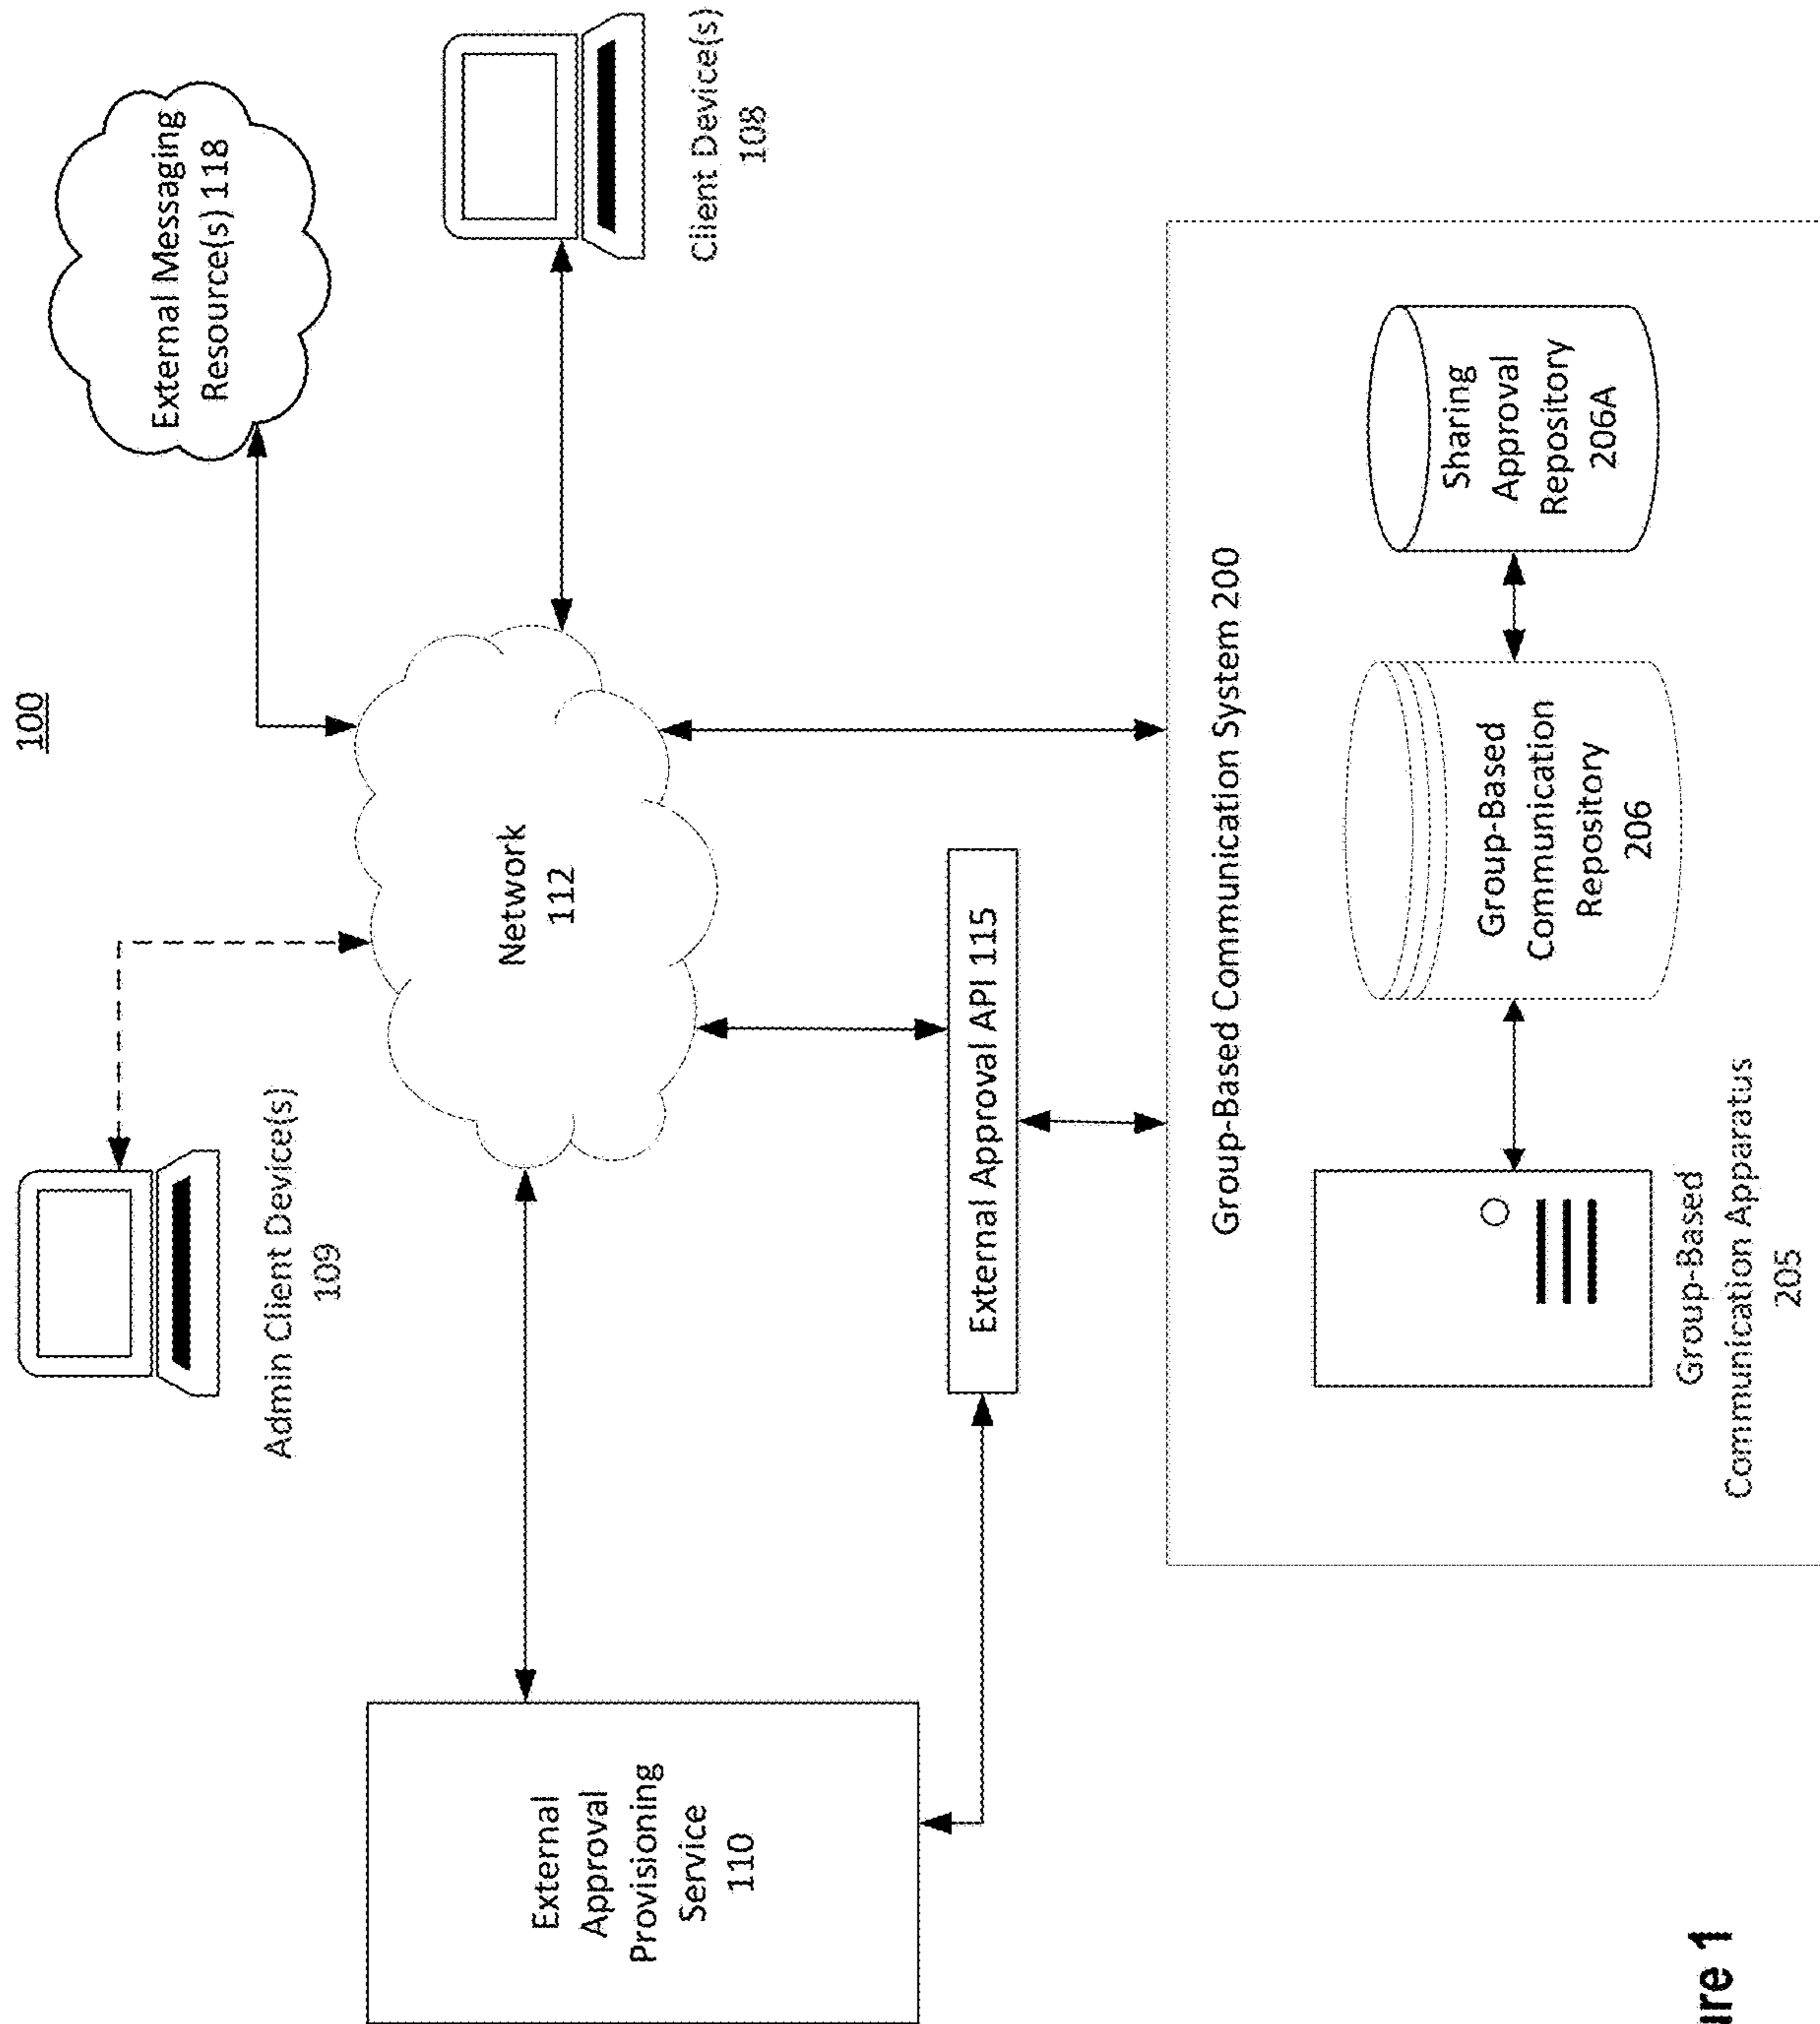 100
External Messaging
Resource(s) 118
Admin Client Device(s)
109
Client Device(s)
108
Network
112
External
Approval
Provisioning
Service
110
External Approval API 115
Group-Based Communication System 200
Group-Based
Communication Apparatus
205
Group-Based
Communication
Repository
206
Sharing
Approval
Repository
206A
ure 1